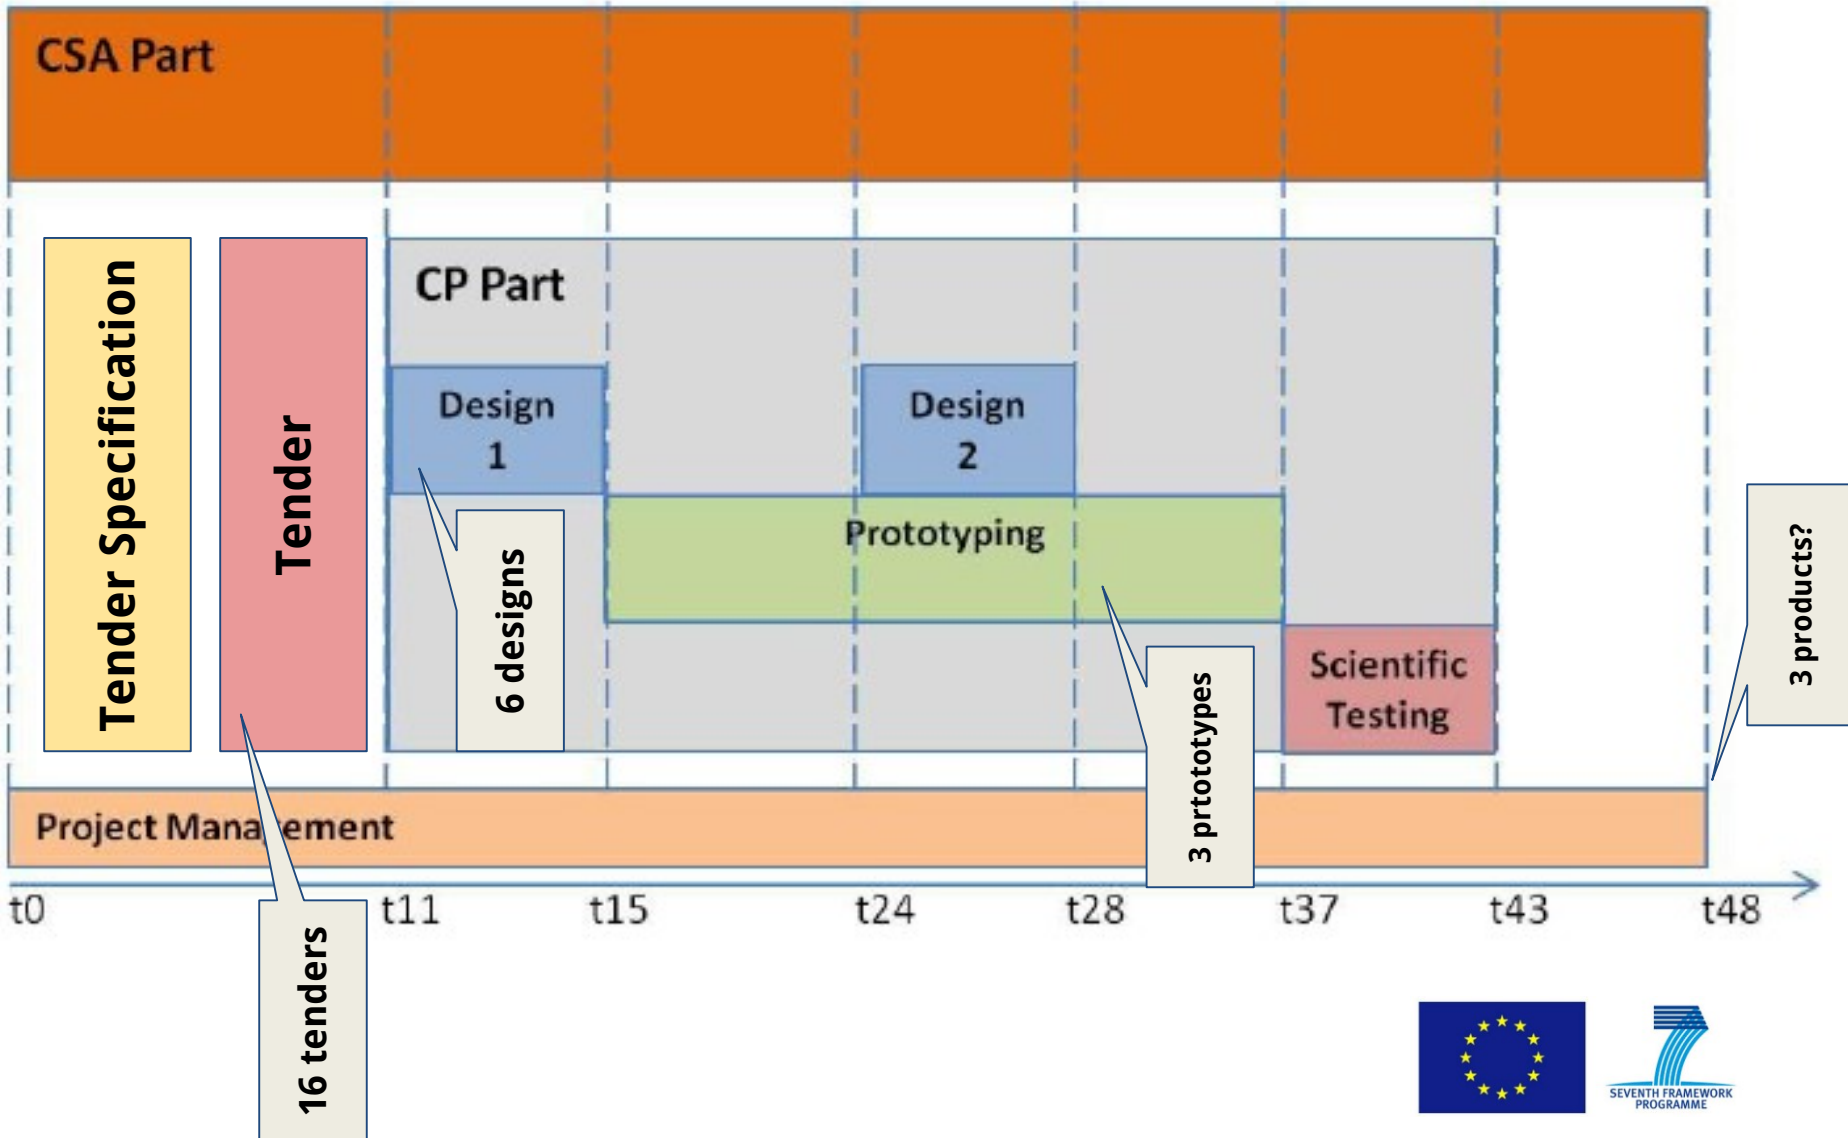 CSA Part
Tender Specification
Tender
CP Part
Design
1
Design
2
6 designs
Prototyping
3 prtototypes
Scientific
Testing
3 products?
Project Management
t0
t11
t15
t24
t28
t37
t43
t48
16 tenders
SEVENTH FRAMEWORK
PROGRAMME